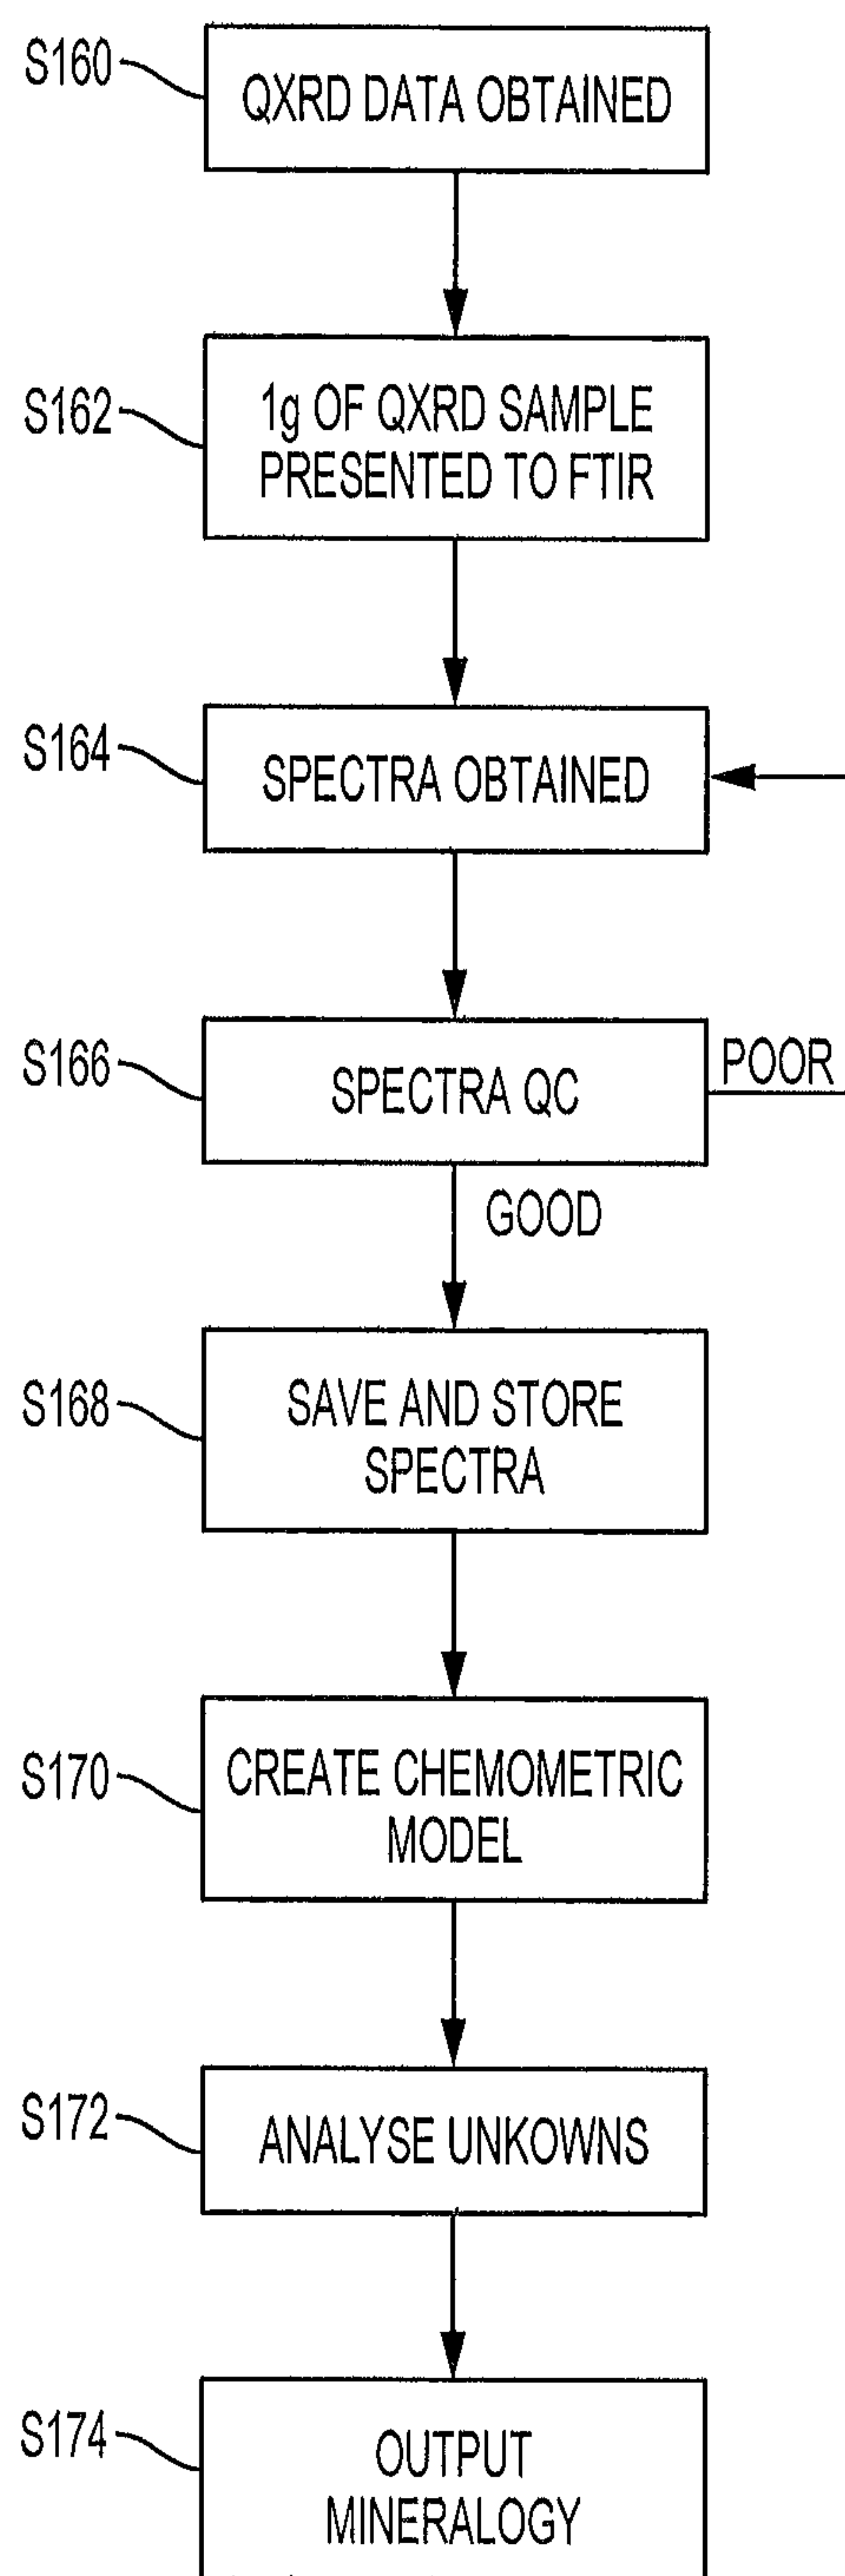 S160
QXRD DATA OBTAINED
S162
1g OF QXRD SAMPLE
PRESENTED TO FTIR
S164
SPECTRA OBTAINED
S166
SPECTRA QC
POOR
GOOD
S168
SAVE AND STORE
SPECTRA
S170
CREATE CHEMOMETRIC
MODEL
S172
ANALYSE UNKOWNS
S174
OUTPUT
MINERALOGY